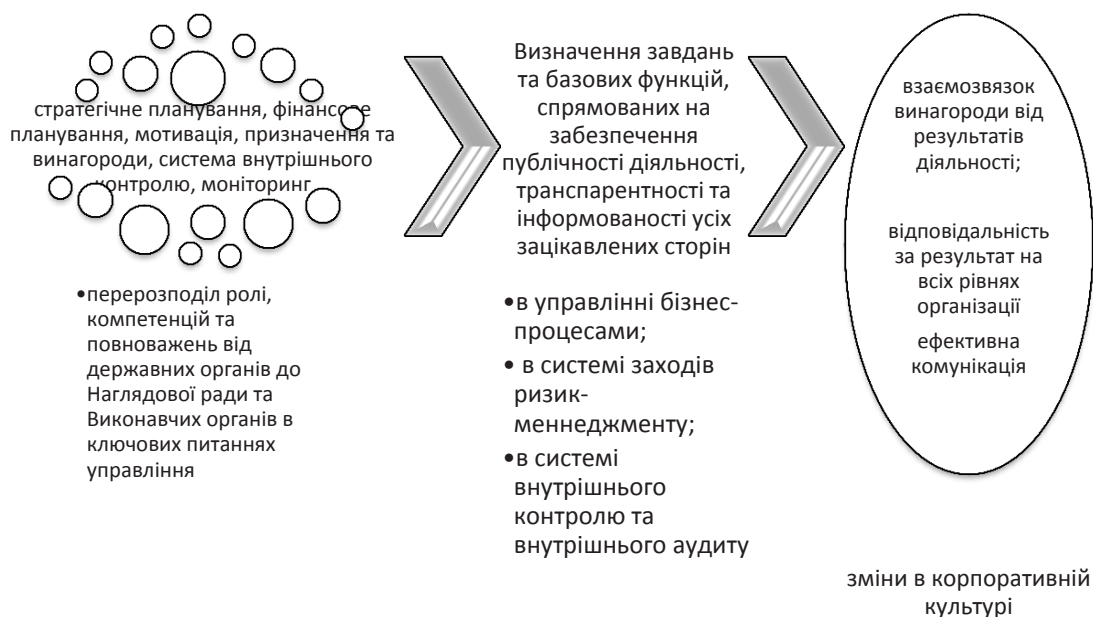 стратегічне планування, фінансове
планування, мотивація, призначення та
винагороди, система внутрішнього
контролю, моніторинг
•перерозподіл ролі,
компетенцій та
повноважень від
державних органів до
Наглядової ради та
Виконавчих органів в
ключових питаннях
управління
Визначення завдань
та базових функцій,
спрямованих на
забезпечення
публічності діяльності,
транспарентності та
інформованості усіх
зацікавлених сторін
•в управлінні бізнес-
процесами;
• в системі заходів
ризик-
меннеджменту;
•в системі
внутрішнього
контролю та
внутрішнього аудиту
взаємозвязок
винагороди від
результатів
діяльності;
відповідальність
за результат на
всіх рівнях
організації
ефективна
комунікація
зміни в корпоративній
культурі